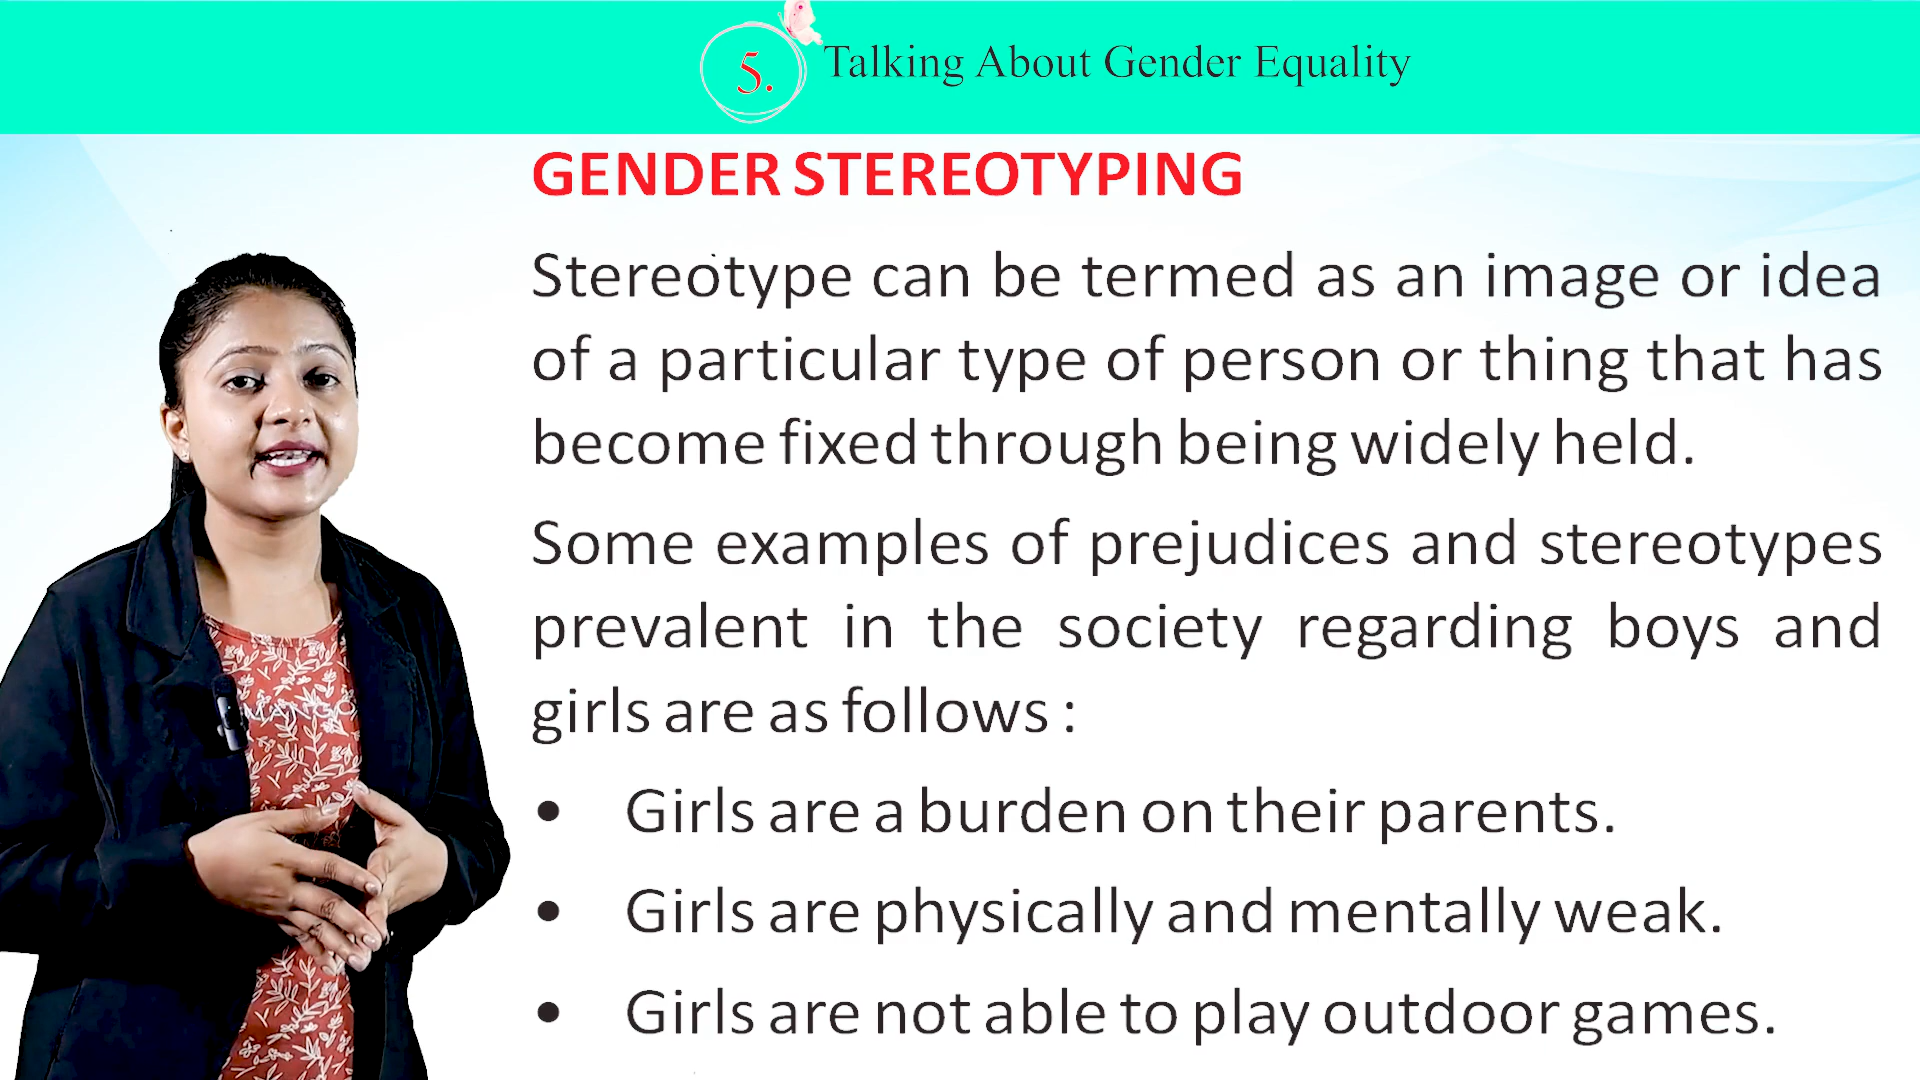 5. Talking About Gender Equality
GENDER STEREOTYPING
Stereotype can be termed as an image or idea
of a particular type of person or thing that has
become fixed through being widely held.
Some examples of prejudices and stereotypes
prevalent in the society regarding boys and
girls are as follows :
• Girls are a burden on their parents.
• Girls are physically and mentally weak.
• Girls are not able to play outdoor games.
MANGO